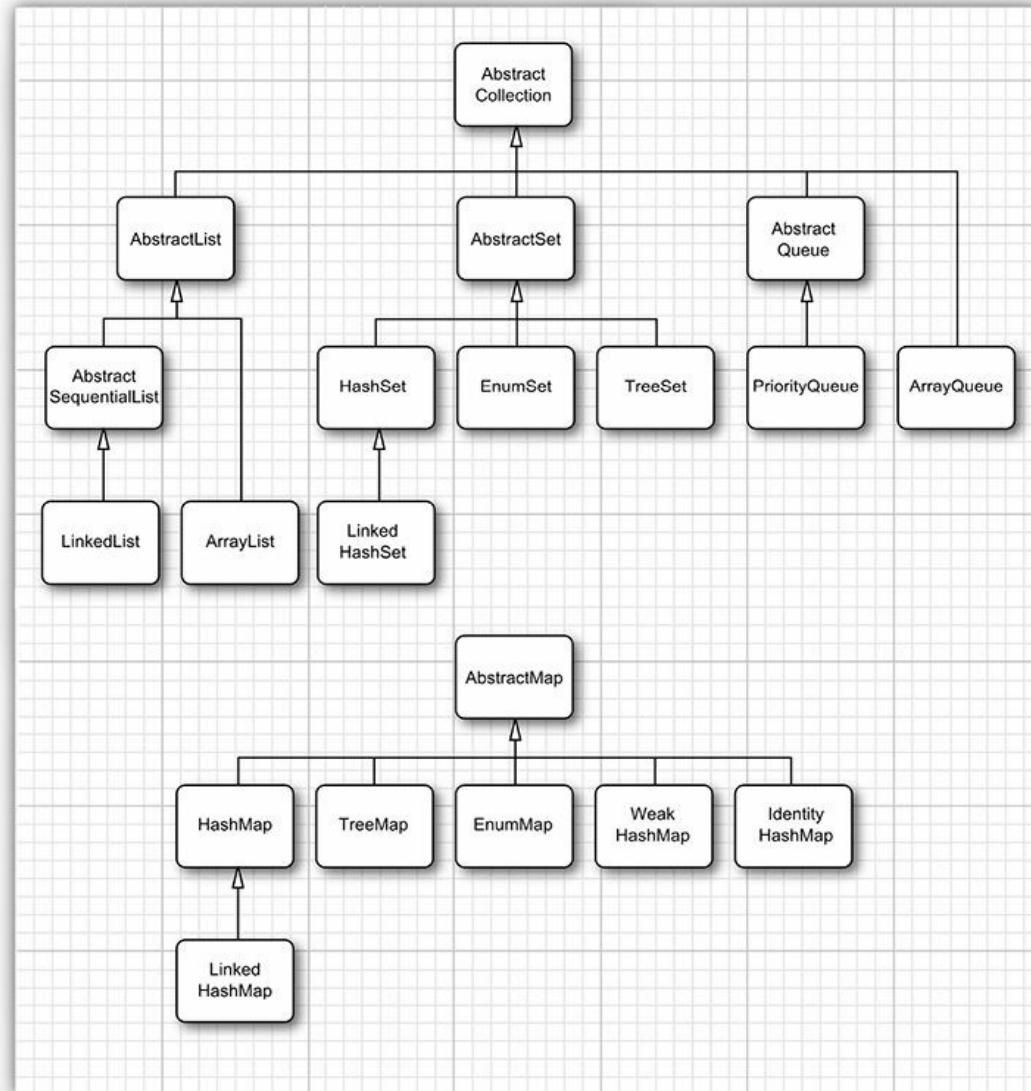 Abstract
Collection
AbstractList
AbstractSet
Abstract
Queue
Abstract
SequentialList
HashSet
EnumSet
TreeSet
PriorityQueue
ArrayQueue
LinkedList
ArrayList
Linked
HashSet
AbstractMap
HashMap
TreeMap
EnumMap
Weak
HashMap
Identity
HashMap
Linked
HashMap